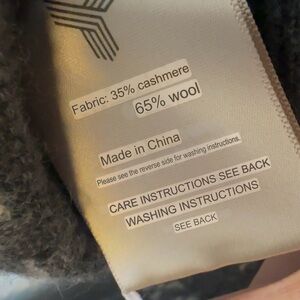 Fabric: 35% cashmere
65% wool
Made in China
Please see the reverse side for washing instructions.
CARE INSTRUCTIONS SEE BACK
WASHING INSTRUCTIONS
SEE BACK